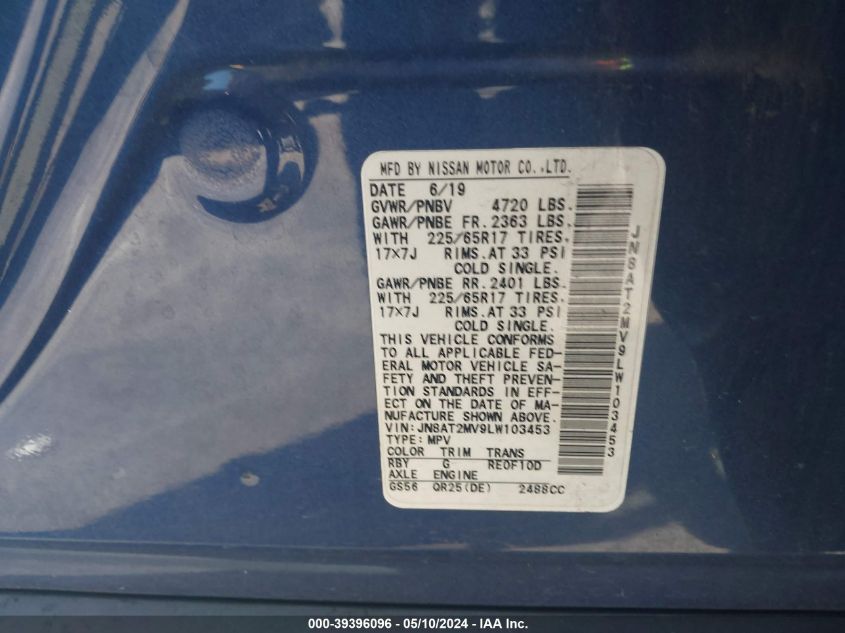 MFD BY NISSAN MOTOR CO.,LTD.
DATE 6/19
GVWR/PNBV 4720 LBS.
GAWR/PNBE FR. 2363 LBS.
WITH 225/65R17 TIRES.
17×7J RIMS. AT 33 PSI
COLD SINGLE.
GAWR/PNBE RR. 2401 LBS.
WITH 225/65R17 TIRES.
17×7J RIMS. AT 33 PSI
COLD SINGLE.
THIS VEHICLE CONFORMS
TO ALL APPLICABLE FED-
ERAL MOTOR VEHICLE SA-
FETY AND THEFT PREVEN-
TION STANDARDS IN EFF-
ECT ON THE DATE OF MA-
NUFACTURE SHOWN ABOVE.
VIN: JN8AT2MV9LW103453
TYPE: MPV
COLOR TRIM TRANS
RBY G RE0F10D
AXLE ENGINE
GS56 QR25(DE) 2488CC
JN8AT2MV9LW103453
000-39396096 — 05/10/2024 — IAA Inc.